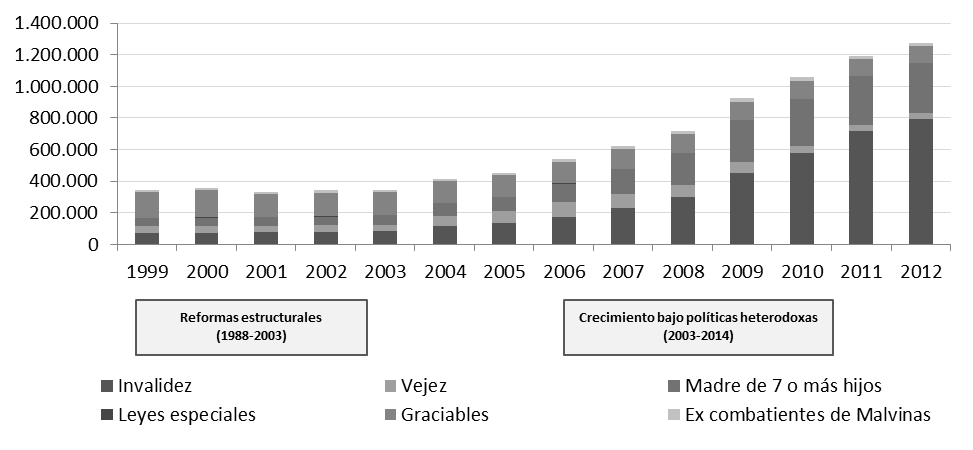 1.400.000
1.200.000
1.000.000
800.000
600.000
400.000
200.000
0
1999 2000 2001 2002 2003 2004 2005 2006 2007 2008 2009 2010 2011 2012
Reformas estructurales
(1988-2003)
Crecimiento bajo políticas heterodoxas
(2003-2014)
Invalidez Vejez Madre de 7 o más hijos
Leyes especiales Graciables Ex combatientes de Malvinas